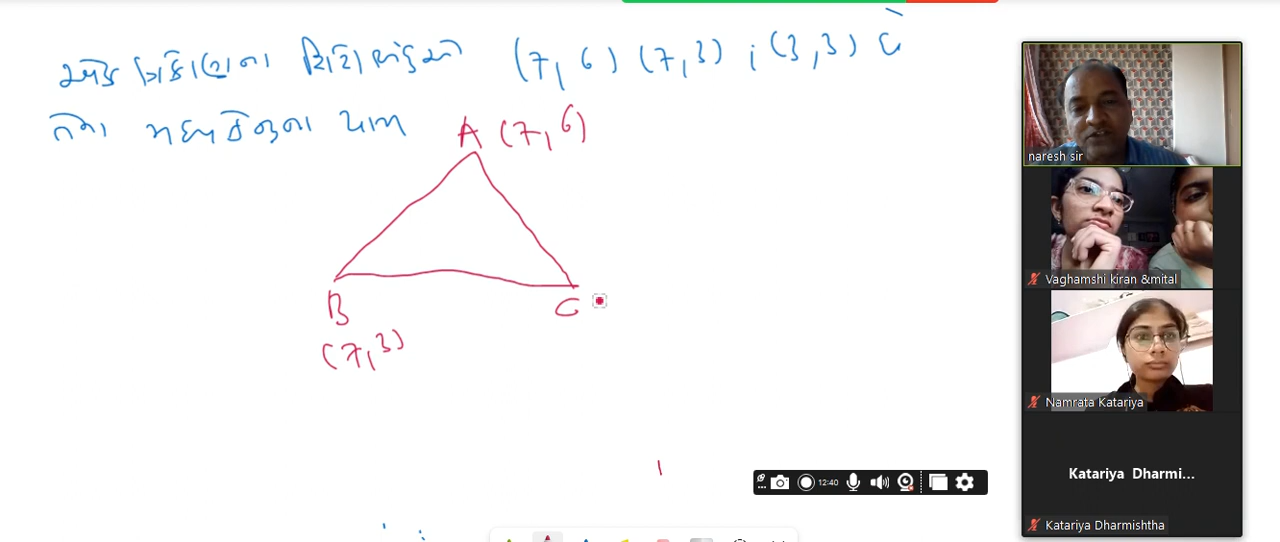 એક ત્રિકોણના શિરોબિંદુઓ (7, 6) (7, 3) ; (3, 3) છે
તેના મધ્યકેન્દ્રના યામ
A (7, 6)
B
C
(7, 3)
naresh sir
Vaghamshi kiran &mital
Namrata Katariya
Katariya Dharmi...
Katariya Dharmishtha
12:40